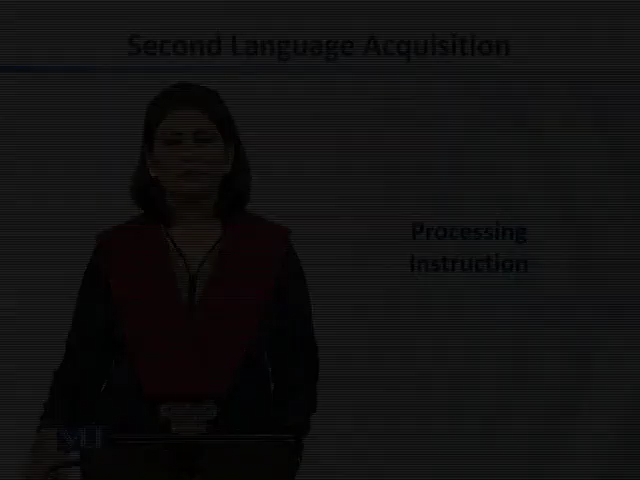 Second Language Acquisition
Processing
Instruction